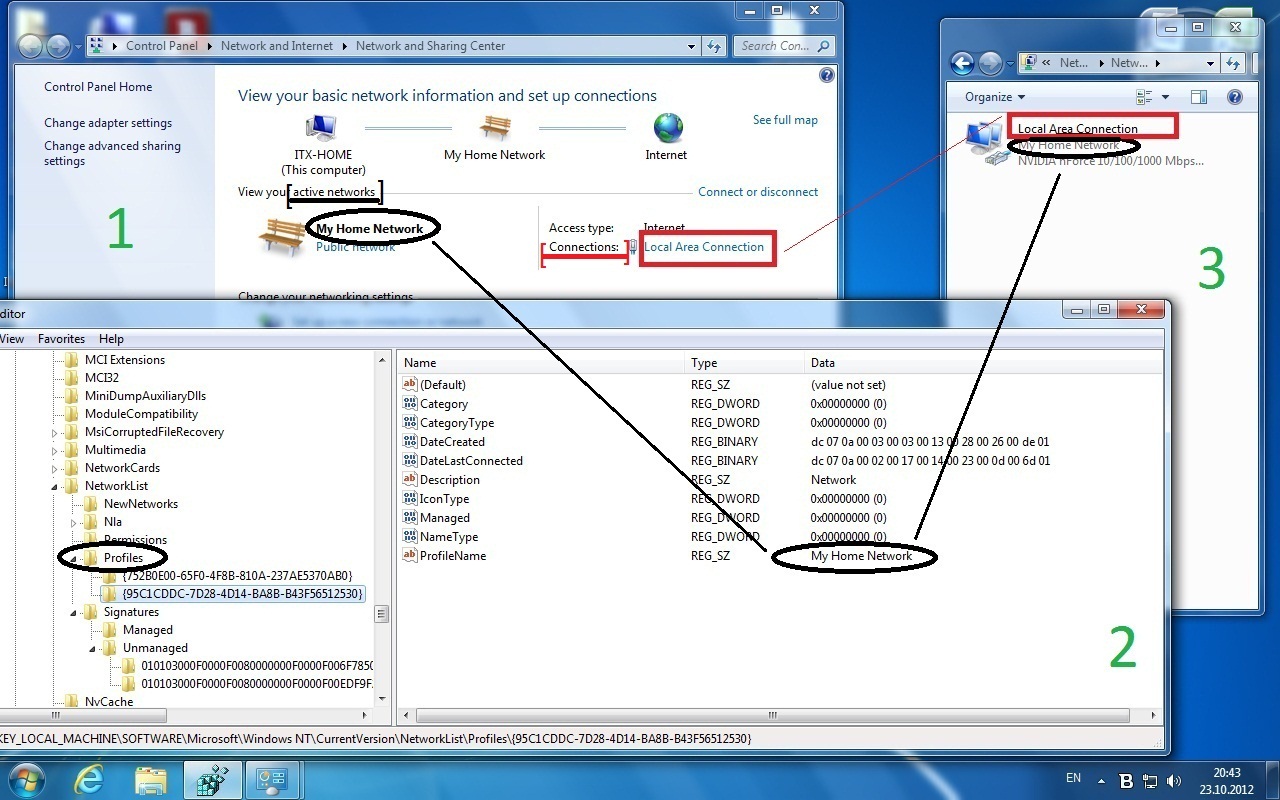 Control Panel ▸ Network and Internet ▸ Network and Sharing Center
Search Con...
Control Panel Home
Change adapter settings
Change advanced sharing
settings
1
View your basic network information and set up connections
See full map
ITX-HOME
(This computer)
My Home Network
Internet
View you active networks
Connect or disconnect
My Home Network
Public network
Access type:
Internet
Connections:
Local Area Connection
Change your networking settings
« Net... ▸ Netw... ▸
Organize
Local Area Connection
My Home Network
NVIDIA nForce 10/100/1000 Mbps...
3
ditor
View Favorites Help
MCI Extensions
MCI32
MiniDumpAuxiliaryDlls
ModuleCompatibility
MsiCorruptedFileRecovery
Multimedia
NetworkCards
NetworkList
NewNetworks
Nla
Permissions
Profiles
{752B0E00-65F0-4F8B-810A-237AE5370AB0}
{95C1CDDC-7D28-4D14-BA8B-B43F56512530}
Signatures
Managed
Unmanaged
010103000F0000F0080000000F0000F006F7850
010103000F0000F0080000000F0000F00EDF9F
NvCache
Name Type Data
(Default) REG_SZ (value not set)
Category REG_DWORD 0x00000000 (0)
CategoryType REG_DWORD 0x00000000 (0)
DateCreated REG_BINARY dc 07 0a 00 03 00 03 00 13 00 28 00 26 00 de 01
DateLastConnected REG_BINARY dc 07 0a 00 02 00 17 00 14 00 23 00 0d 00 6d 01
Description REG_SZ Network
IconType REG_DWORD 0x00000000 (0)
Managed REG_DWORD 0x00000000 (0)
NameType REG_DWORD 0x00000000 (0)
ProfileName REG_SZ My Home Network
2
KEY_LOCAL_MACHINE\SOFTWARE\Microsoft\Windows NT\CurrentVersion\NetworkList\Profiles\{95C1CDDC-7D28-4D14-BA8B-B43F56512530}
EN
B
20:43
23.10.2012